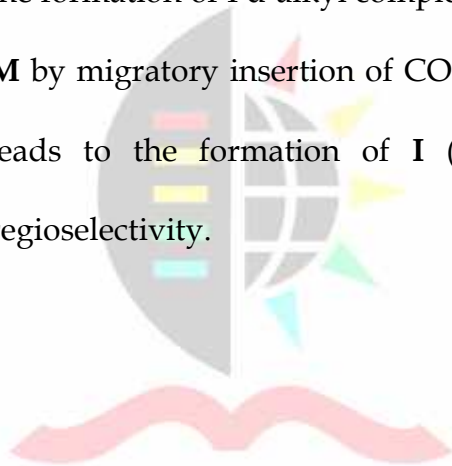 he formation of Pd-alkyl comple
M by migratory insertion of CO
eads to the formation of I (
egioselectivity.